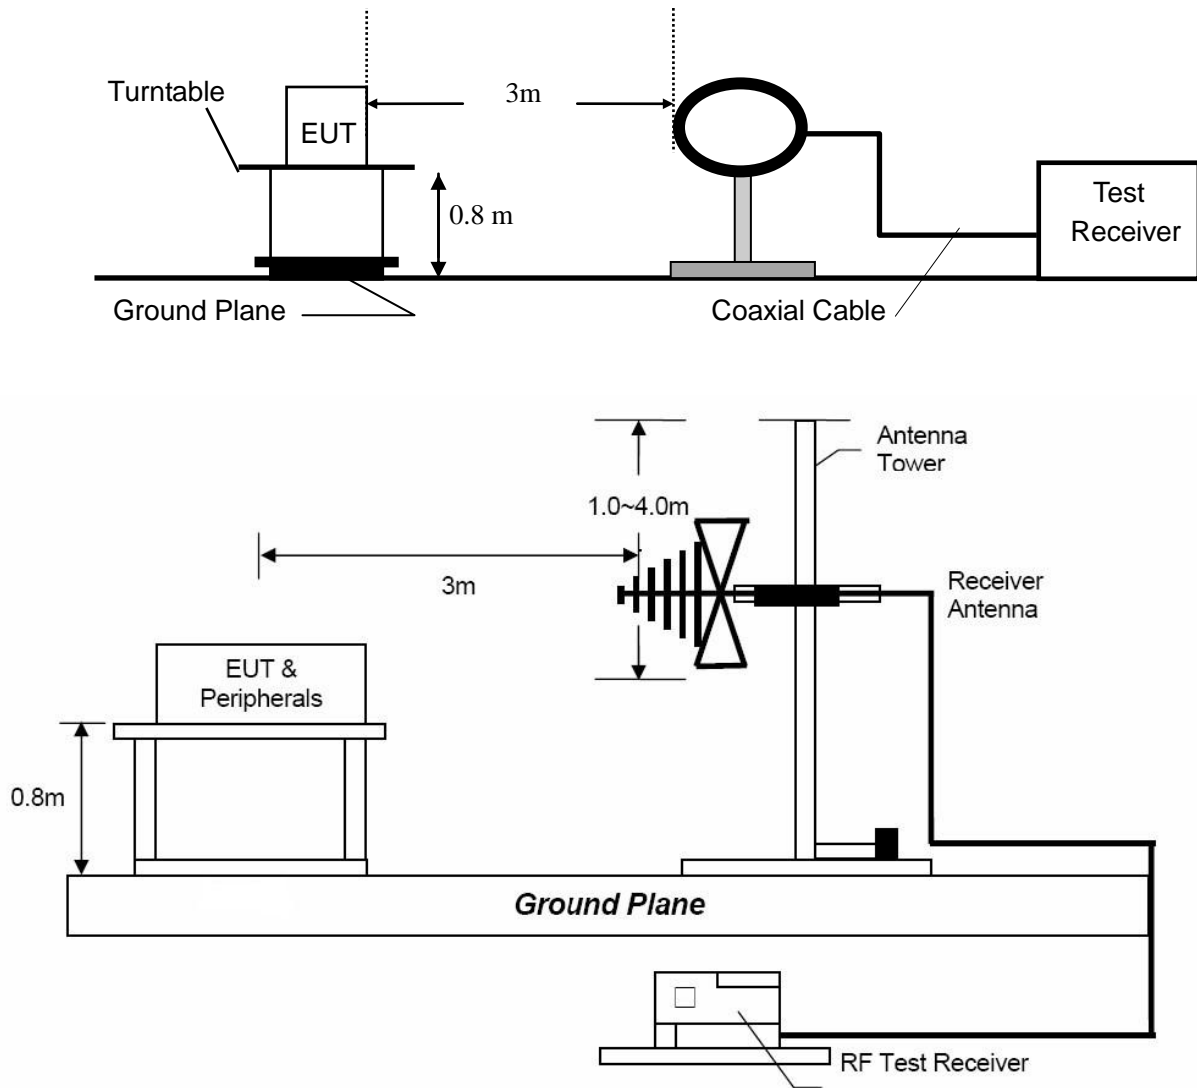 3m
Turntable
EUT
0.8 m
Test
Receiver
Ground Plane
Coaxial Cable
Antenna
Tower
1.0~4.0m
3m
Receiver
Antenna
EUT &
Peripherals
0.8m
Ground Plane
RF Test Receiver